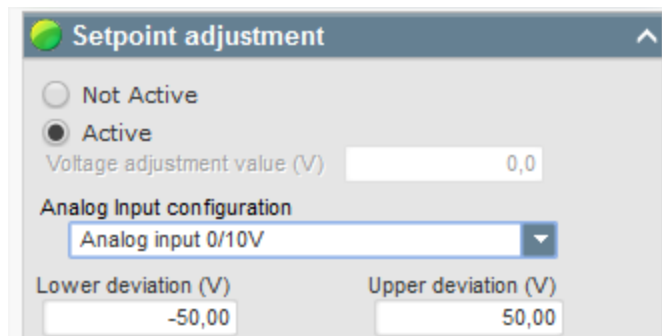 Setpoint adjustment
Not Active
Active
Voltage adjustment value (V) 0,0
Analog Input configuration
Analog input 0/10V
Lower deviation (V) Upper deviation (V)
-50,00 50,00